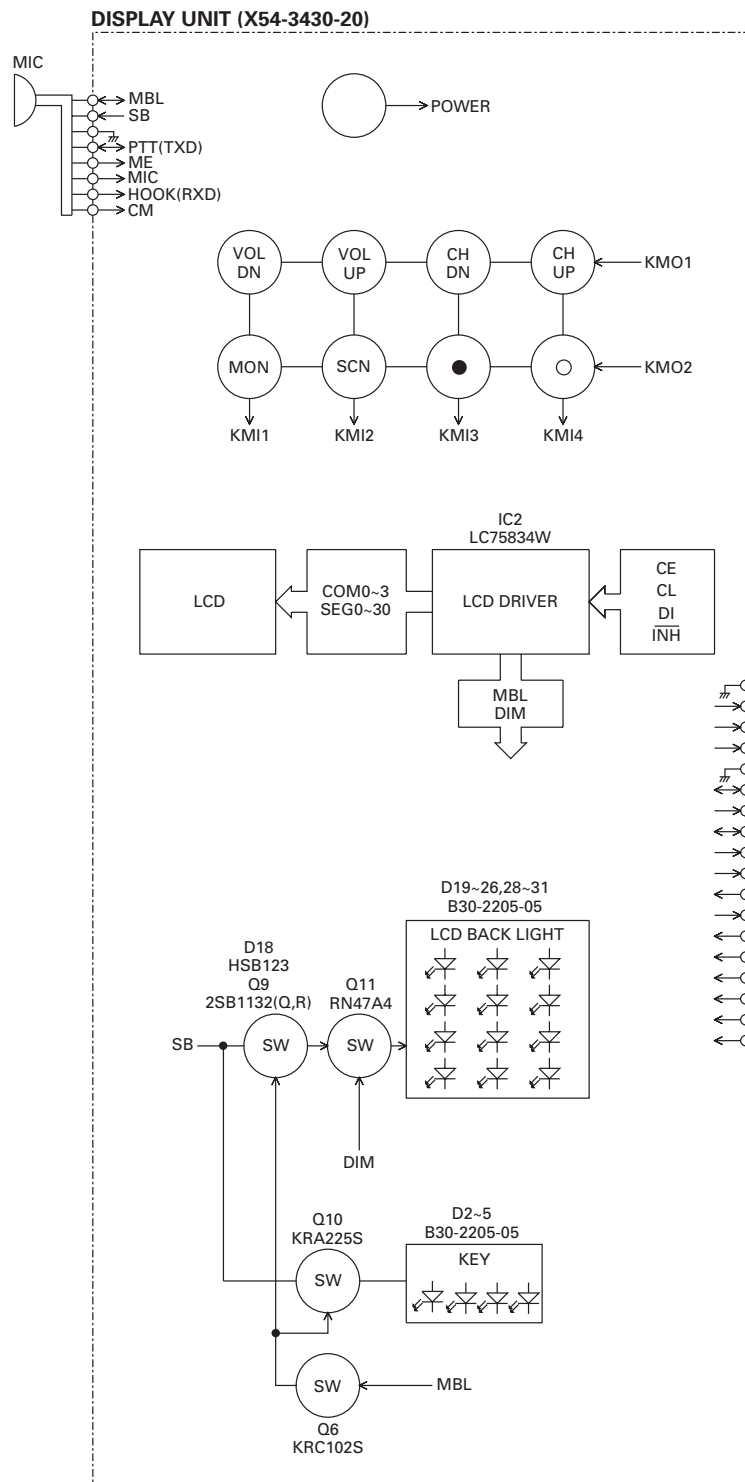 DISPLAY UNIT (X54-3430-20)
MIC
MBL
SB
PTT(TXD)
ME
MIC
HOOK(RXD)
CM
POWER
VOL
DN
VOL
UP
CH
DN
CH
UP
KMO1
MON
SCN
KMO2
KMI1
KMI2
KMI3
KMI4
IC2
LC75834W
LCD
COM0~3
SEG0~30
LCD DRIVER
CE
CL
DI
INH
MBL
DIM
D19~26,28~31
B30-2205-05
LCD BACK LIGHT
D18
HSB123
Q9
2SB1132(Q,R)
Q11
RN47A4
SB
SW
SW
DIM
Q10
KRA225S
SW
D2~5
B30-2205-05
KEY
SW
MBL
Q6
KRC102S